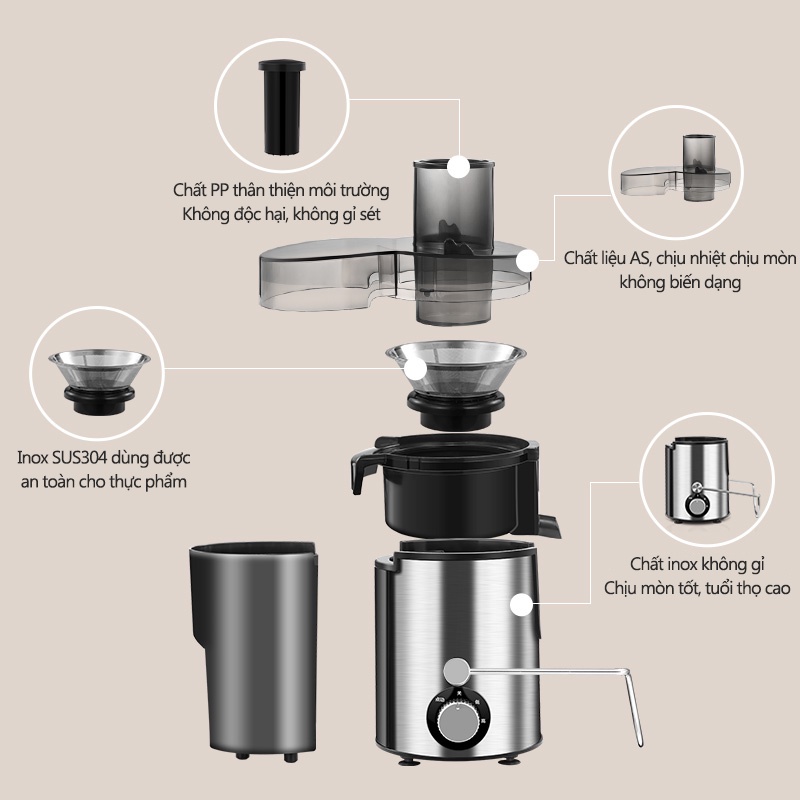 Chất PP thân thiện môi trường
Không độc hại, không gỉ sét
Chất liệu AS, chịu nhiệt chịu mòn
không biến dạng
Inox SUS304 dùng được
an toàn cho thực phẩm
Chất inox không gỉ
Chịu mòn tốt, tuổi thọ cao